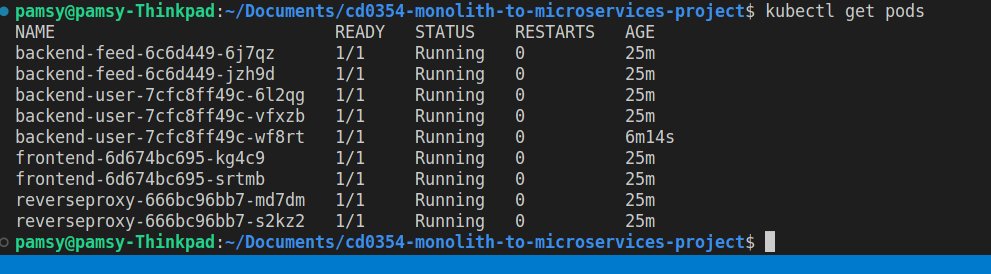 pamsy@pamsy-Thinkpad:~/Documents/cd0354-monolith-to-microservices-project$ kubectl get pods
NAME READY STATUS RESTARTS AGE
backend-feed-6c6d449-6j7qz 1/1 Running 0 25m
backend-feed-6c6d449-jzh9d 1/1 Running 0 25m
backend-user-7cfc8ff49c-6l2qg 1/1 Running 0 25m
backend-user-7cfc8ff49c-vfxzb 1/1 Running 0 25m
backend-user-7cfc8ff49c-wf8rt 1/1 Running 0 6m14s
frontend-6d674bc695-kg4c9 1/1 Running 0 25m
frontend-6d674bc695-srtmb 1/1 Running 0 25m
reverseproxy-666bc96bb7-md7dm 1/1 Running 0 25m
reverseproxy-666bc96bb7-s2kz2 1/1 Running 0 25m
pamsy@pamsy-Thinkpad:~/Documents/cd0354-monolith-to-microservices-project$